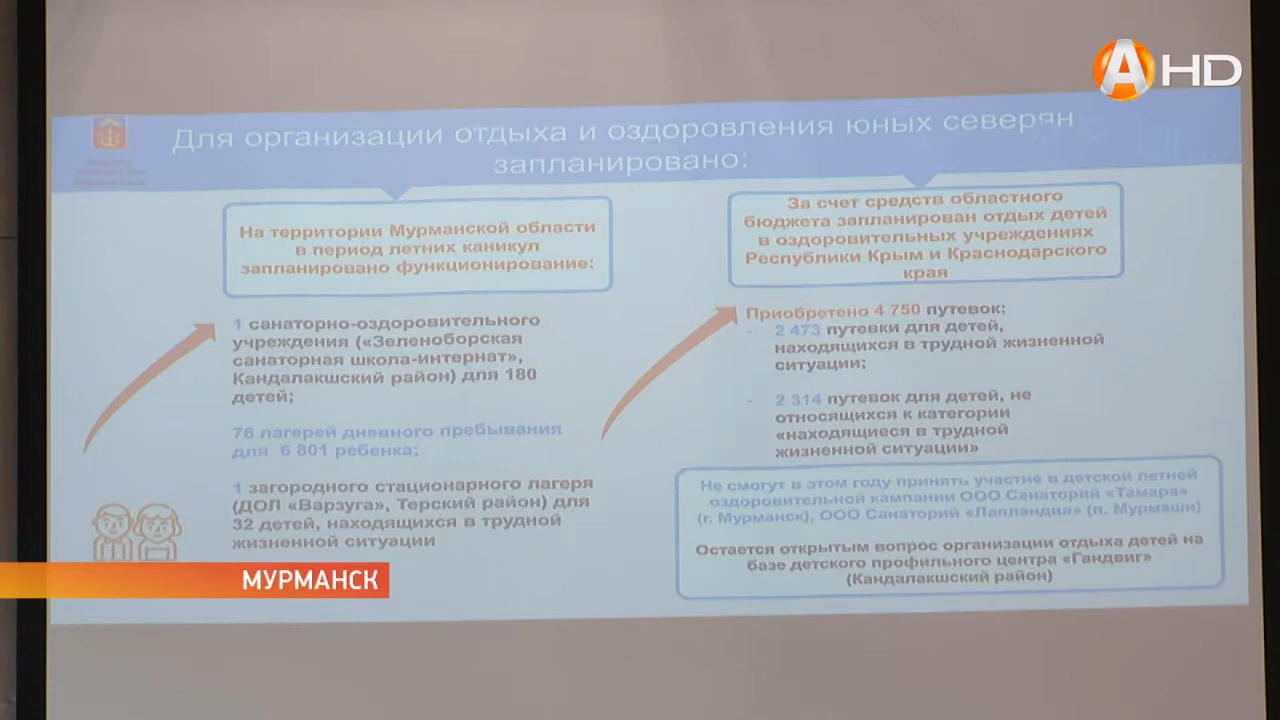 А HD
Для организации отдыха и оздоровления юных северян
запланировано:
На территории Мурманской области
в период летних каникул
запланировано функционирование:
1 санаторно-оздоровительного
учреждения («Зеленоборская
санаторная школа-интернат»,
Кандалакшский район) для 180
детей;
76 лагерей дневного пребывания
для 6 801 ребенка;
1 загородного стационарного лагеря
(ДОЛ «Варзуга», Терский район) для
32 детей, находящихся в трудной
жизненной ситуации
За счет средств областного
бюджета запланирован отдых детей
в оздоровительных учреждениях
Республики Крым и Краснодарского
края
Приобретено 4 750 путевок:
- 2 473 путевки для детей,
находящихся в трудной жизненной
ситуации;
- 2 314 путевок для детей, не
относящихся к категории
«находящиеся в трудной
жизненной ситуации»
Не смогут в этом году принять участие в детской летней
оздоровительной кампании ООО Санаторий «Тамара»
(г. Мурманск), ООО Санаторий «Лапландия» (п. Мурмаши)
Остается открытым вопрос организации отдыха детей на
базе детского профильного центра «Гандвиг»
(Кандалакшский район)
МУРМАНСК